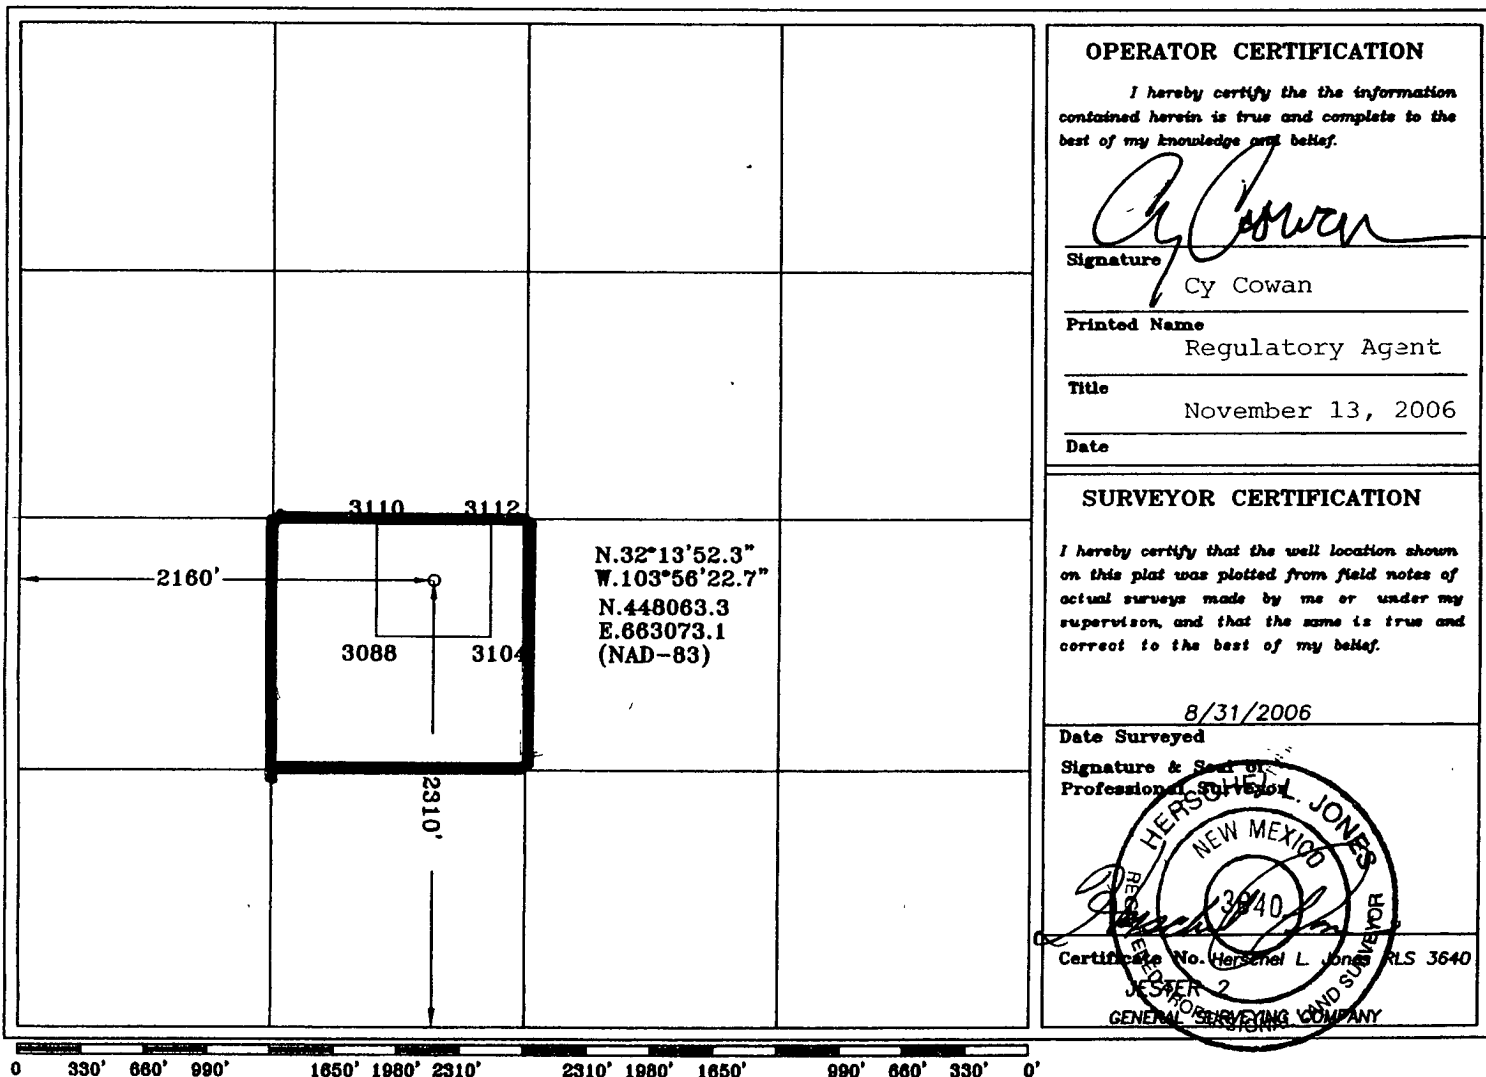 3110 3112
2160'
3088 3104
2310'
N.32°13'52.3"
W.103°56'22.7"
N.448063.3
E.663073.1
(NAD-83)
0 330' 660' 990' 1650' 1980' 2310' 2310' 1980' 1650' 990' 660' 330' 0'
OPERATOR CERTIFICATION
I hereby certify the the information
contained herein is true and complete to the
best of my knowledge and belief.
Cy Cowan
Signature
Cy Cowan
Printed Name
Regulatory Agent
Title
November 13, 2006
Date
SURVEYOR CERTIFICATION
I hereby certify that the well location shown
on this plat was plotted from field notes of
actual surveys made by me or under my
supervison, and that the same is true and
correct to the best of my belief.
8/31/2006
Date Surveyed
Signature & Seal of
Professional Surveyor
HERSCHEL L. JONES
NEW MEXICO
3640
REGISTERED PROFESSIONAL LAND SURVEYOR
Certificate No. Herschel L. Jones RLS 3640
JESTER 2
GENERAL SURVEYING COMPANY